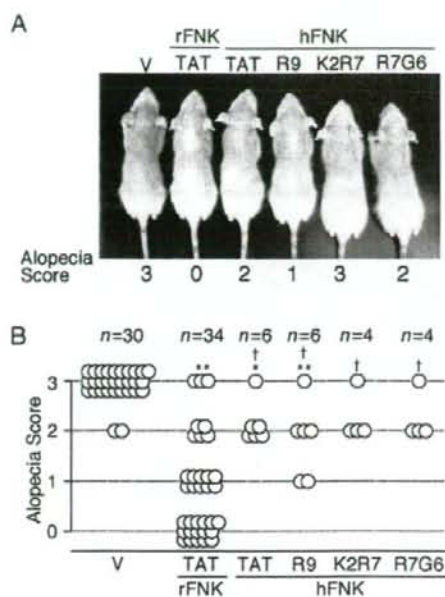 A
rFNK hFNK
V TAT TAT R9 K2R7 R7G6
Alopecia
Score 3 0 2 1 3 2
B
n=30 n=34 n=6 n=6 n=4 n=4
† † † †
** * **
3
2
1
0
Alopecia Score
V TAT TAT R9 K2R7 R7G6
rFNK hFNK